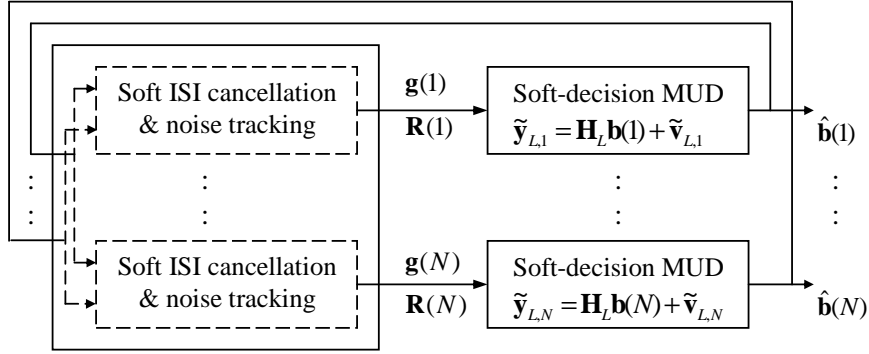 Soft ISI cancellation
& noise tracking
g(1)
R(1)
Soft-decision MUD
ỹ_{L,1} = H_L b(1) + ṽ_{L,1}
b̂(1)
Soft ISI cancellation
& noise tracking
g(N)
R(N)
Soft-decision MUD
ỹ_{L,N} = H_L b(N) + ṽ_{L,N}
b̂(N)